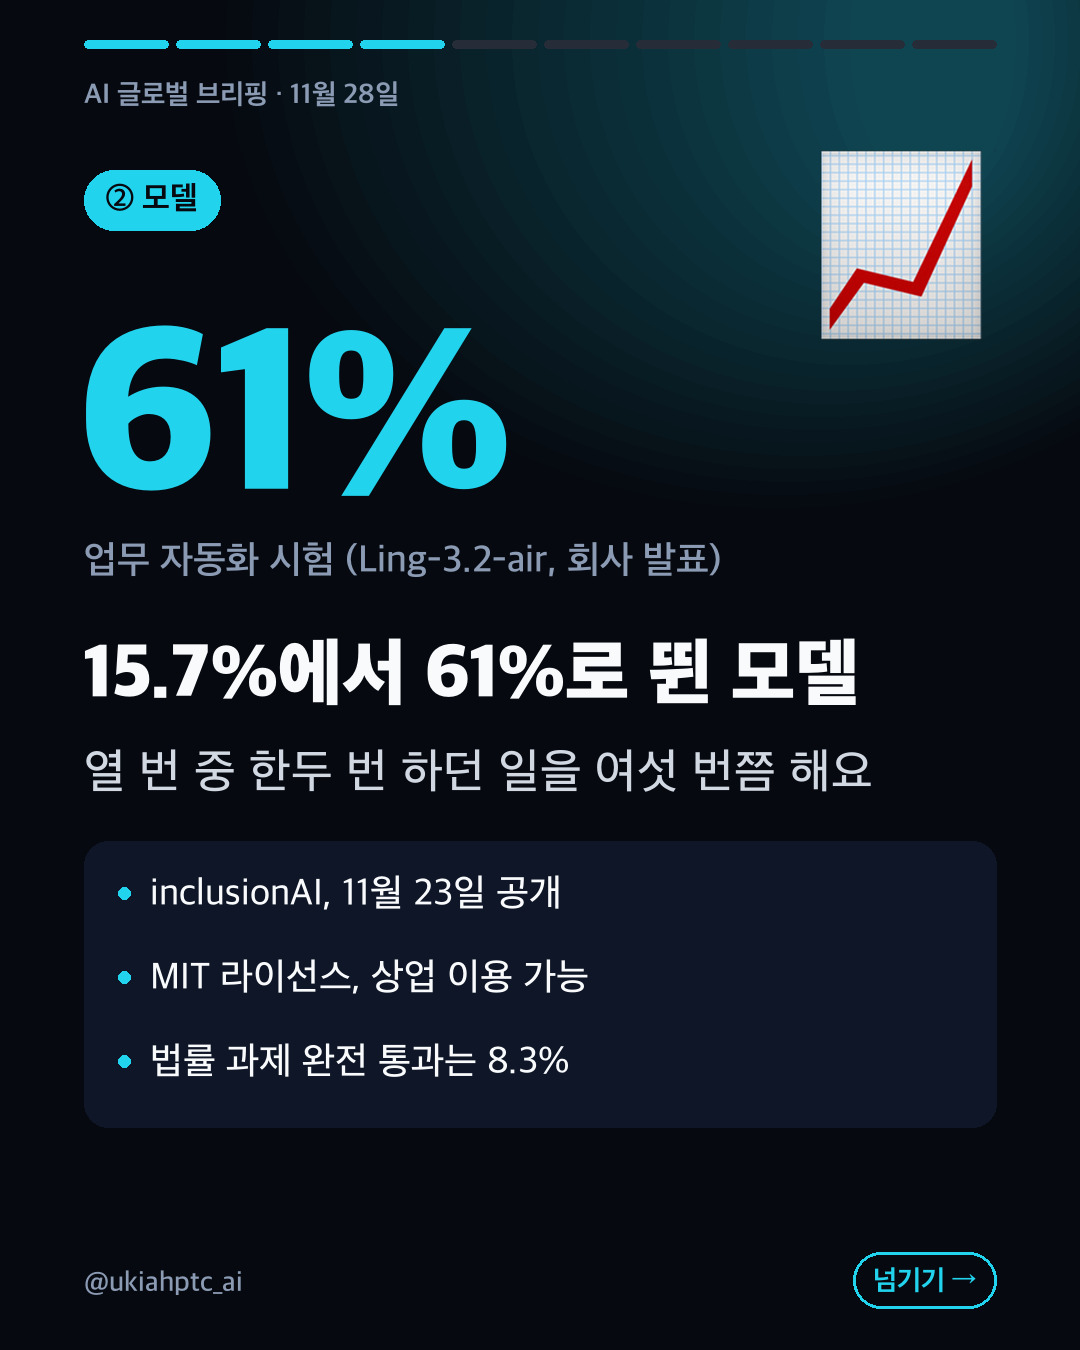 AI 글로벌 브리핑 · 11월 28일
② 모델
61%
업무 자동화 시험 (Ling-3.2-air, 회사 발표)
15.7%에서 61%로 뛴 모델
열 번 중 한두 번 하던 일을 여섯 번쯤 해요
inclusionAI, 11월 23일 공개
MIT 라이선스, 상업 이용 가능
법률 과제 완전 통과는 8.3%
@ukiahptc_ai
넘기기 →